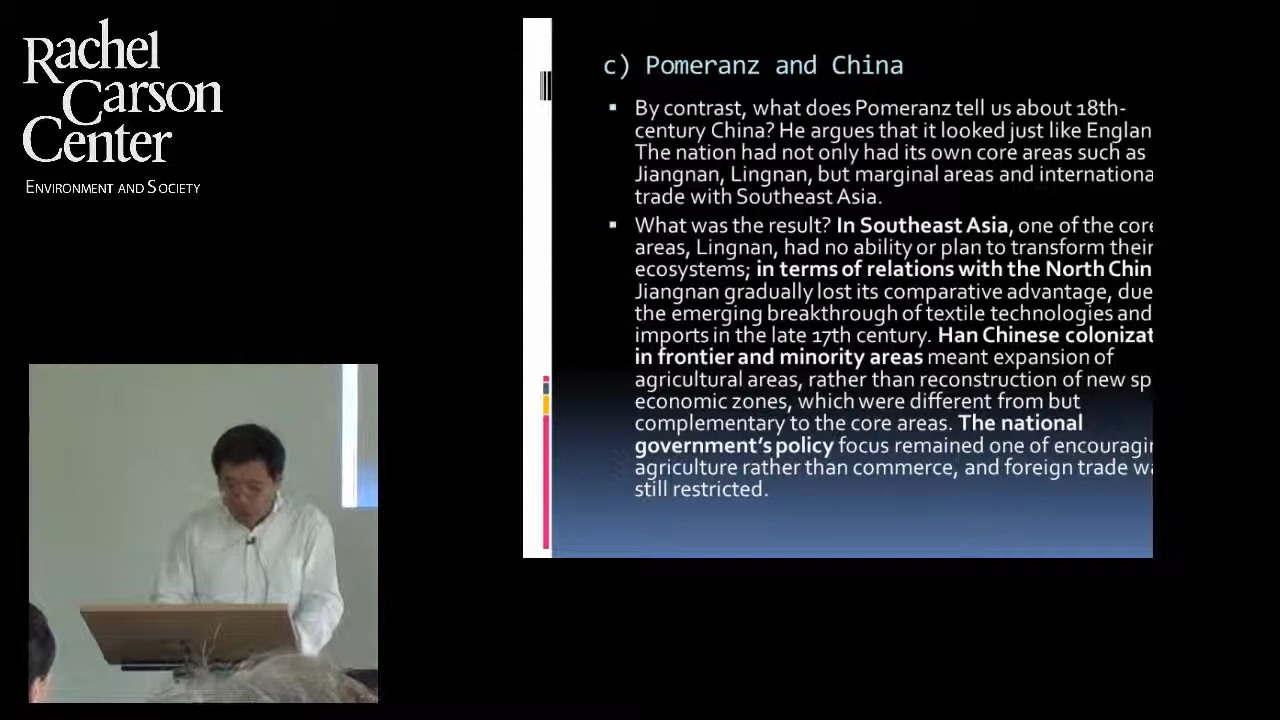 Rachel
Carson
Center
ENVIRONMENT AND SOCIETY
c) Pomeranz and China
By contrast, what does Pomeranz tell us about 18th-
century China? He argues that it looked just like Englan
The nation had not only had its own core areas such as
Jiangnan, Lingnan, but marginal areas and internationa
trade with Southeast Asia.
What was the result? In Southeast Asia, one of the core
areas, Lingnan, had no ability or plan to transform their
ecosystems; in terms of relations with the North Chin
Jiangnan gradually lost its comparative advantage, due
the emerging breakthrough of textile technologies and
imports in the late 17th century. Han Chinese colonizat
in frontier and minority areas meant expansion of
agricultural areas, rather than reconstruction of new sp
economic zones, which were different from but
complementary to the core areas. The national
government's policy focus remained one of encouragin
agriculture rather than commerce, and foreign trade wa
still restricted.